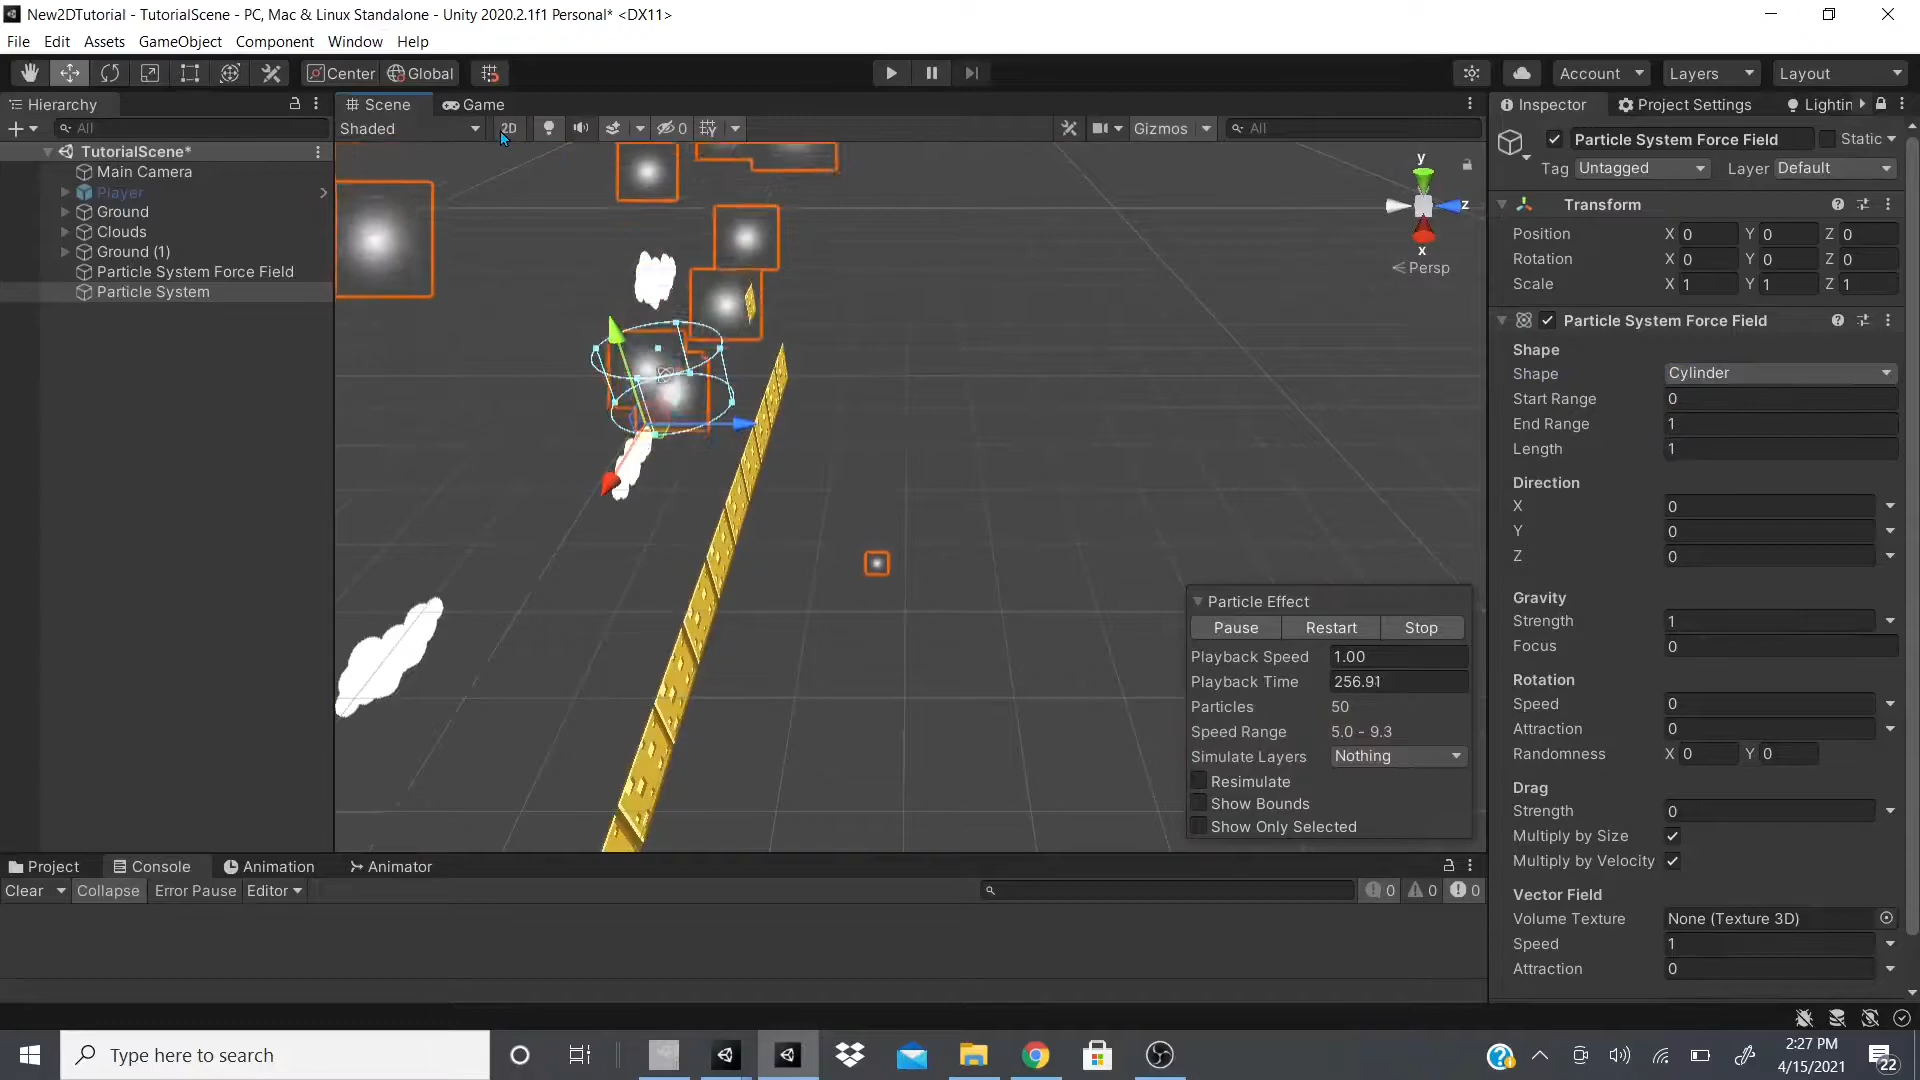 New2DTutorial - TutorialScene - PC, Mac & Linux Standalone - Unity 2020.2.1f1 Personal* <DX11>
File Edit Assets GameObject Component Window Help
Center Global Account Layers Layout
Hierarchy
All
TutorialScene*
Main Camera
Player
Ground
Clouds
Ground (1)
Particle System Force Field
Particle System
Scene Game
Shaded 2D 0 Gizmos All
y
z
x
Persp
Particle Effect
Pause Restart Stop
Playback Speed 1.00
Playback Time 256.91
Particles 50
Speed Range 5.0 - 9.3
Simulate Layers Nothing
Resimulate
Show Bounds
Show Only Selected
Inspector Project Settings Lightin
Particle System Force Field Static
Tag Untagged Layer Default
Transform
Position X 0 Y 0 Z 0
Rotation X 0 Y 0 Z 0
Scale X 1 Y 1 Z 1
Particle System Force Field
Shape
Shape Cylinder
Start Range 0
End Range 1
Length 1
Direction
X 0
Y 0
Z 0
Gravity
Strength 1
Focus 0
Rotation
Speed 0
Attraction 0
Randomness X 0 Y 0
Drag
Strength 0
Multiply by Size
Multiply by Velocity
Vector Field
Volume Texture None (Texture 3D)
Speed 1
Attraction 0
Project Console Animation Animator
Clear Collapse Error Pause Editor 0 0 0
Type here to search
2:27 PM
4/15/2021
22